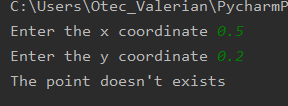 C:\Users\Otec_Valerian\PycharmP
Enter the x coordinate 0.5
Enter the y coordinate 0.2
The point doesn't exists